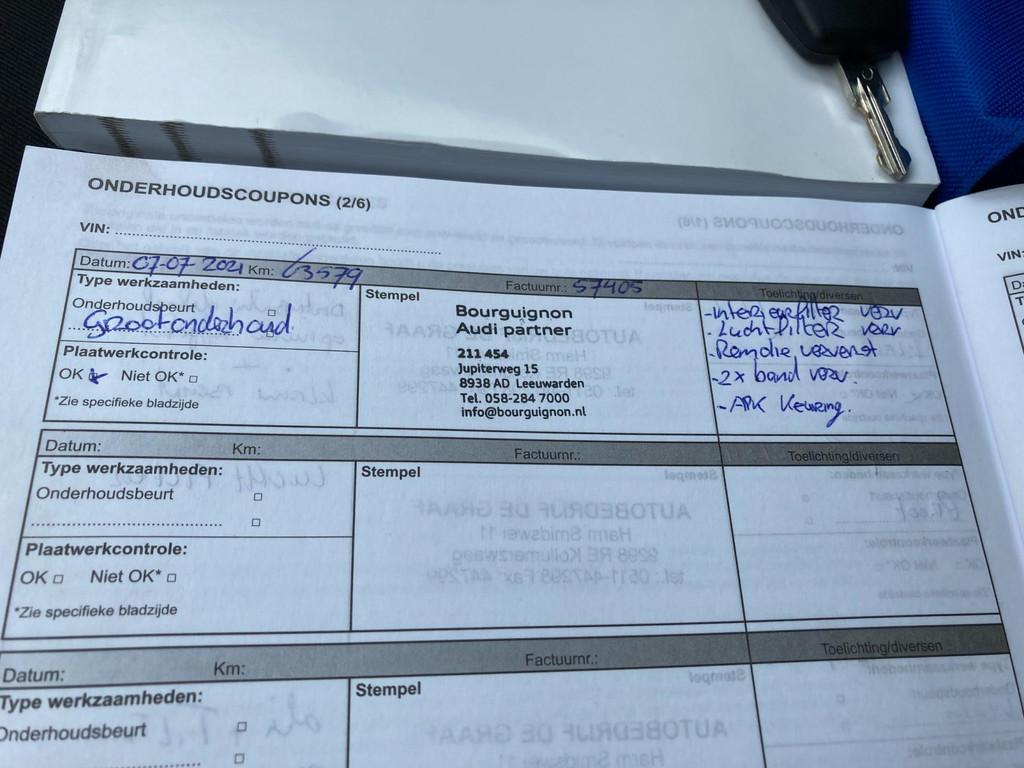 ONDERHOUDSCOUPONS (2/6)
VIN:
Datum: 07-07-2021 Km: 63579 Factuurnr.: 57405 Toelichting/diversen
Type werkzaamheden:
Onderhoudsbeurt
Grootonderhoud
Plaatwerkcontrole:
OK Niet OK*
*Zie specifieke bladzijde
Stempel
Bourguignon
Audi partner
211 454
Jupiterweg 15
8938 AD Leeuwarden
Tel. 058-284 7000
info@bourguignon.nl
- Interieurfilter verv
- Luchtfilter verv
- Remolie ververst
- 2x band verv.
- APK Keuring.
Datum: Km: Factuurnr.: Toelichting/diversen
Type werkzaamheden:
Onderhoudsbeurt
Plaatwerkcontrole:
OK Niet OK*
*Zie specifieke bladzijde
Stempel
Datum: Km: Factuurnr.: Toelichting/diversen
Type werkzaamheden:
Onderhoudsbeurt
Stempel
OND
VIN: